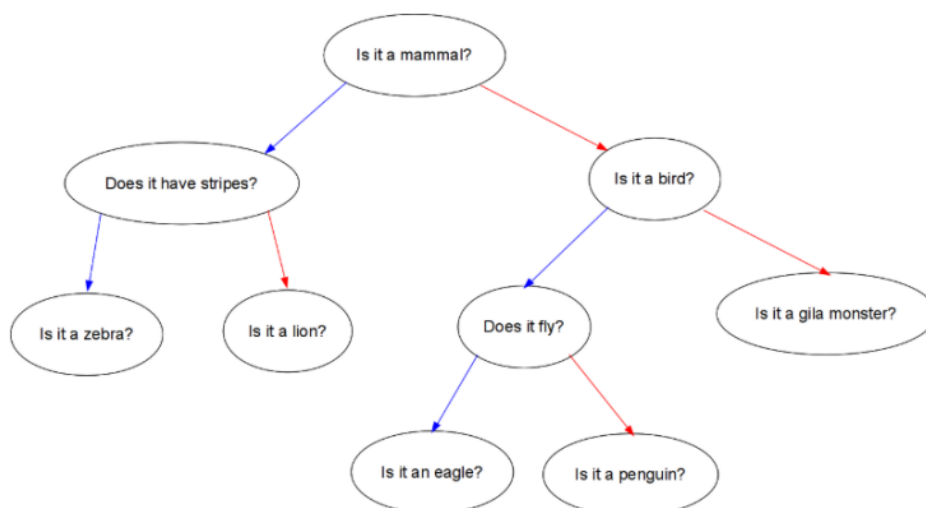 Is it a mammal?
Does it have stripes?
Is it a bird?
Is it a zebra?
Is it a lion?
Does it fly?
Is it a gila monster?
Is it an eagle?
Is it a penguin?